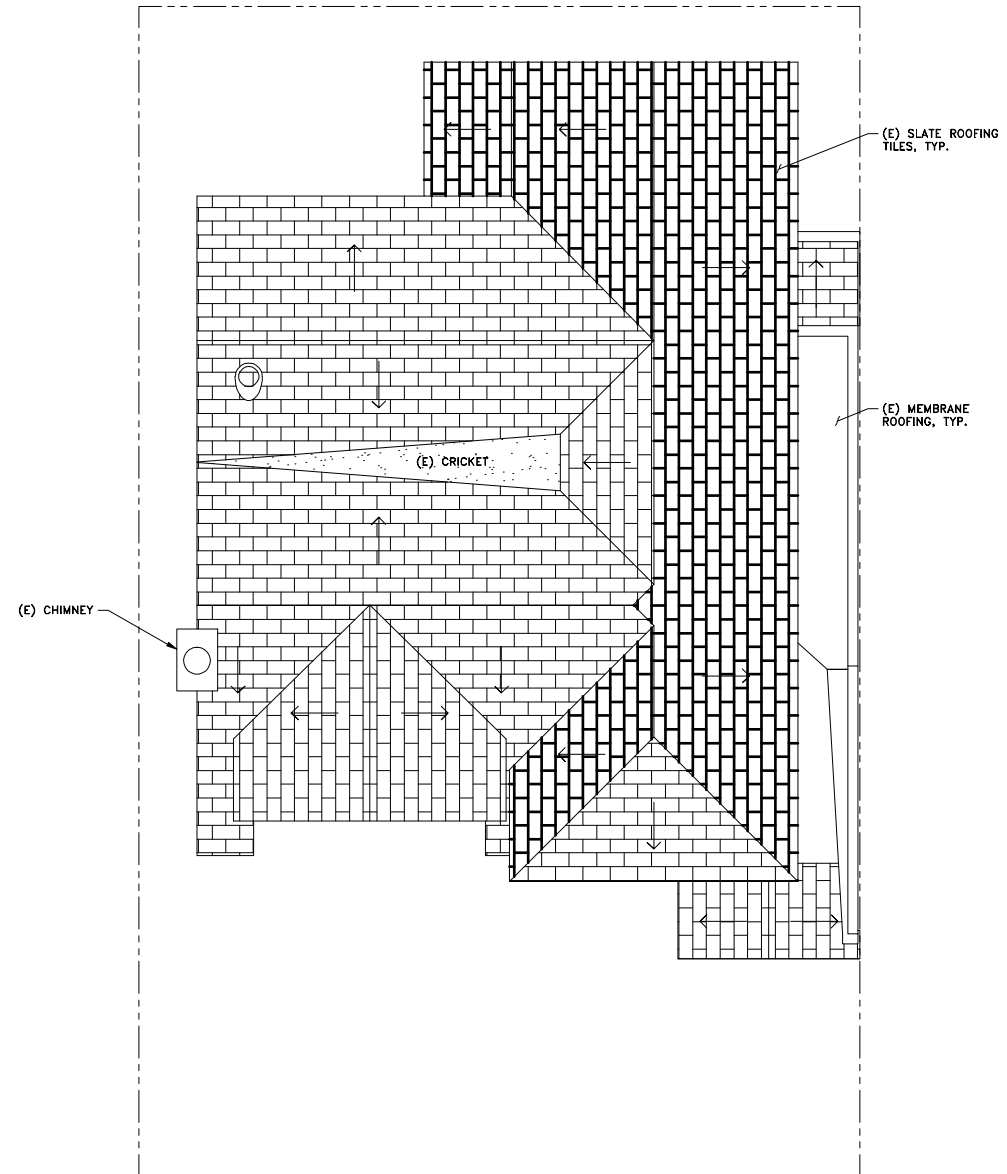 (E) SLATE ROOFING
TILES, TYP.
(E) MEMBRANE
ROOFING, TYP.
(E) CRICKET
(E) CHIMNEY